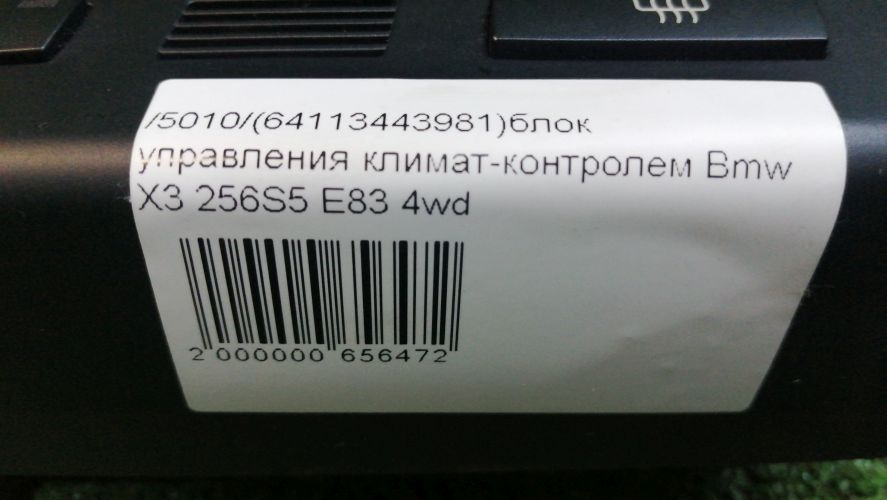 /5010/(64113443981)блок
управления климат-контролем Bmw
X3 256S5 E83 4wd
2 000000 656472